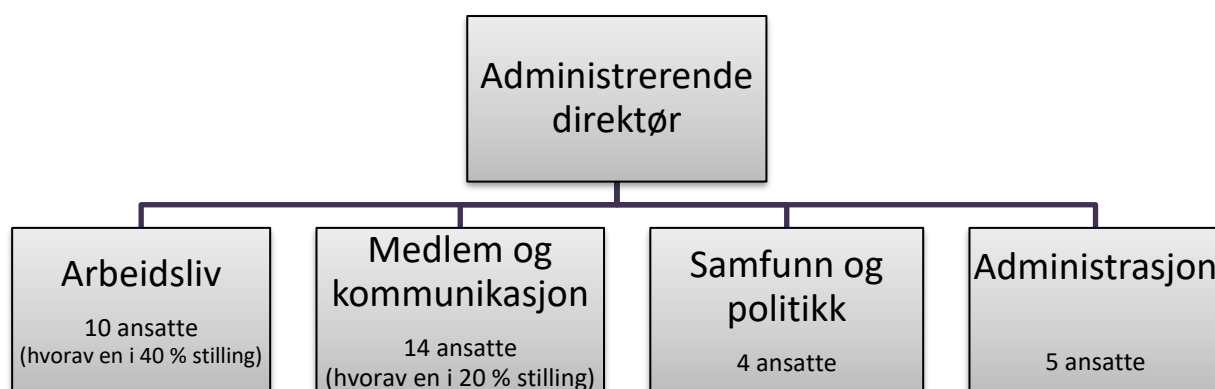 Administrerende
direktør
Arbeidsliv
10 ansatte
(hvorav en i 40 % stilling)
Medlem og
kommunikasjon
14 ansatte
(hvorav en i 20 % stilling)
Samfunn og
politikk
4 ansatte
Administrasjon
5 ansatte